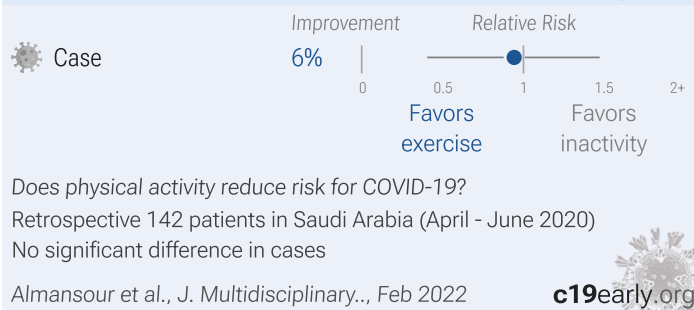 Improvement Relative Risk
Case 6%
0 0.5 1 1.5 2+
Favors exercise
Favors inactivity
Does physical activity reduce risk for COVID-19?
Retrospective 142 patients in Saudi Arabia (April - June 2020)
No significant difference in cases
Almansour et al., J. Multidisciplinary.., Feb 2022 c19early.org